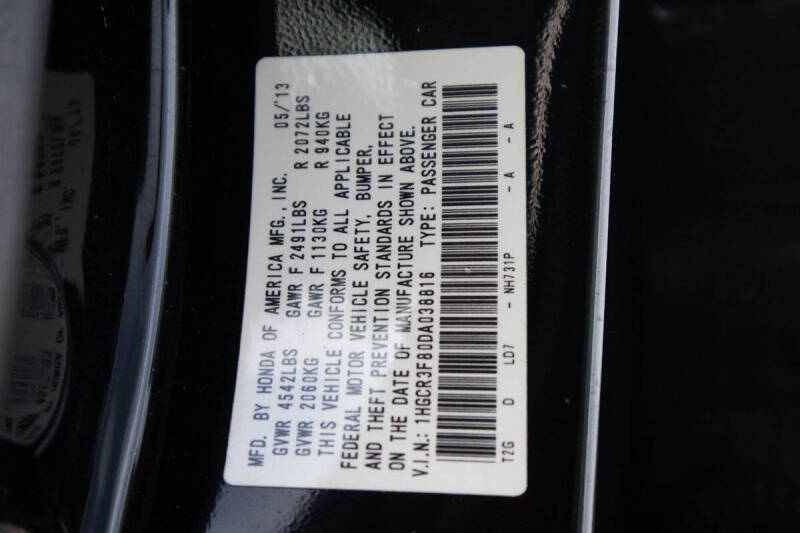 MFD. BY HONDA OF AMERICA MFG., INC. 05/'13
GVWR 4542LBS GAWR F 2491LBS R 2072LBS
GVWR 2060KG GAWR F 1130KG R 940KG
THIS VEHICLE CONFORMS TO ALL APPLICABLE
FEDERAL MOTOR VEHICLE SAFETY, BUMPER,
AND THEFT PREVENTION STANDARDS IN EFFECT
ON THE DATE OF MANUFACTURE SHOWN ABOVE.
V.I.N.: 1HGCR3F80DA038816 TYPE: PASSENGER CAR
T2G D LD7 - NH731P - A - A